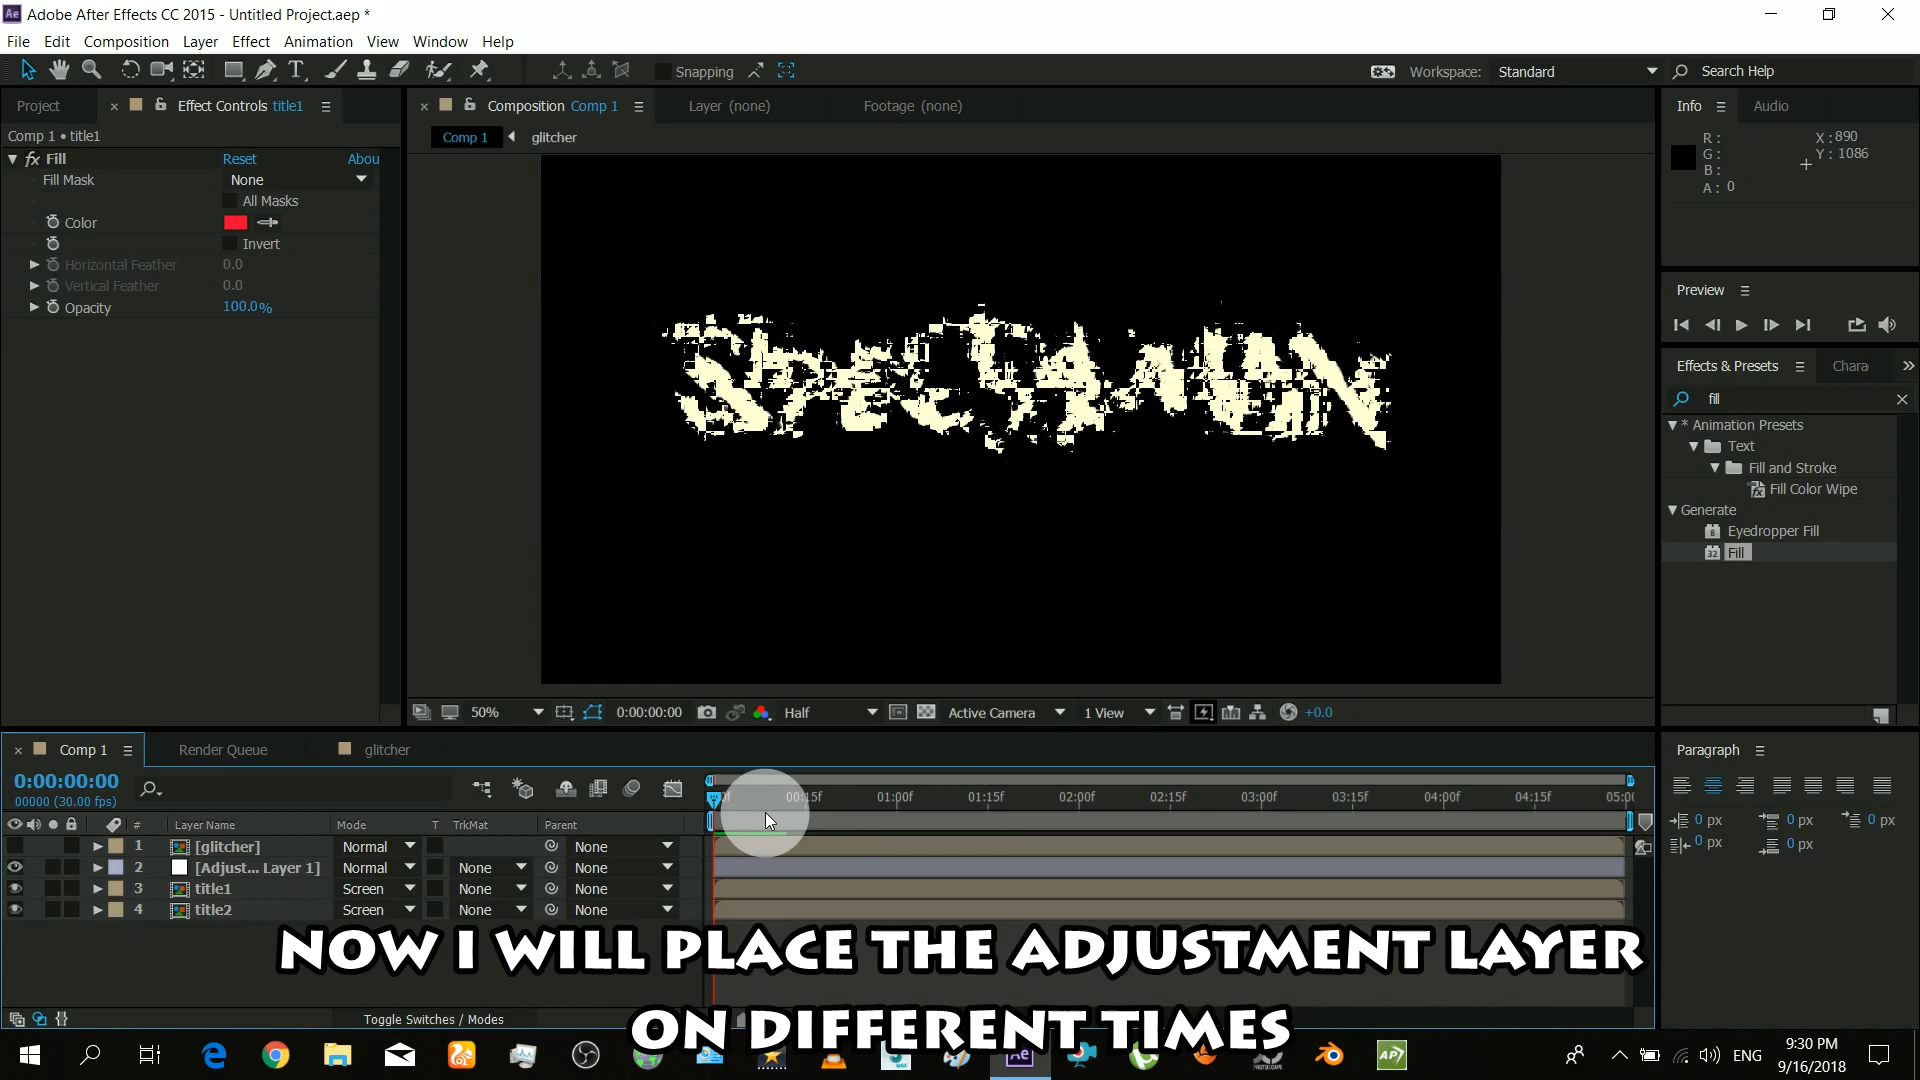 Adobe After Effects CC 2015 - Untitled Project.aep *
File Edit Composition Layer Effect Animation View Window Help
Snapping
Workspace: Standard
Search Help
Project
Effect Controls title1
Composition Comp 1
Layer (none)
Footage (none)
Info
Audio
Comp 1 • title1
Comp 1
glitcher
R :
G :
B :
A : 0
X : 890
Y : 1086
Fill
Reset
Abou
Fill Mask
None
All Masks
Color
Invert
Horizontal Feather
0.0
Vertical Feather
0.0
Opacity
100.0%
Preview
Effects & Presets
Chara
fill
* Animation Presets
Text
Fill and Stroke
Fill Color Wipe
Generate
Eyedropper Fill
32 Fill
50%
0:00:00:00
Half
Active Camera
1 View
+0.0
Comp 1
Render Queue
glitcher
Paragraph
0:00:00:00
00000 (30.00 fps)
00:15f 01:00f 01:15f 02:00f 02:15f 03:00f 03:15f 04:00f 04:15f 05:00
# Layer Name Mode T TrkMat Parent
1 [glitcher] Normal None
2 [Adjust... Layer 1] Normal None None
3 title1 Screen None None
4 title2 Screen None None
0 px 0 px 0 px
0 px 0 px
NOW I WILL PLACE THE ADJUSTMENT LAYER
ON DIFFERENT TIMES
Toggle Switches / Modes
Ae
AP7
ENG
9:30 PM
9/16/2018